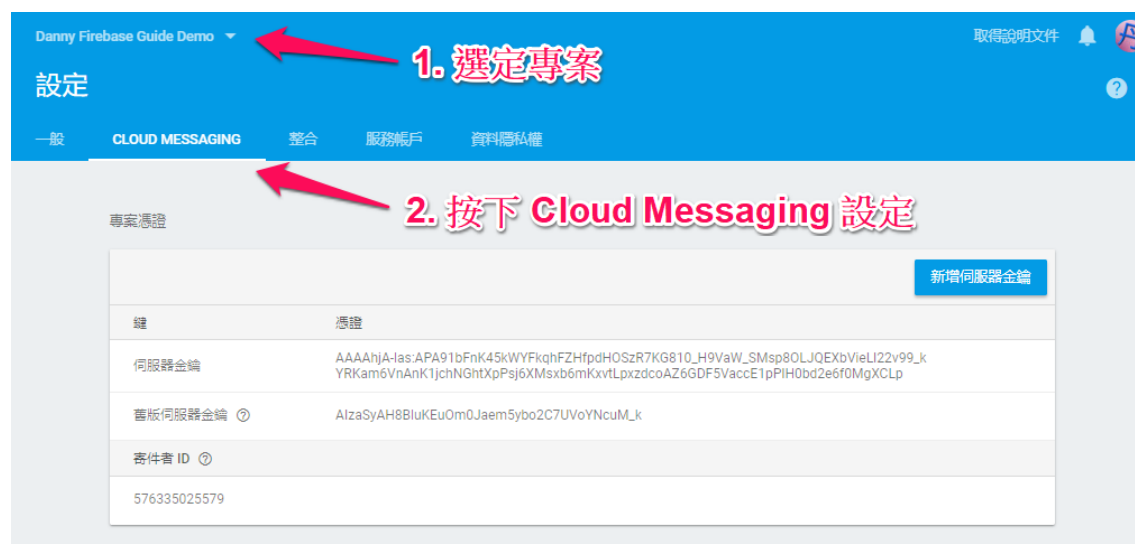 Danny Firebase Guide Demo
取得說明文件
1. 選定專案
設定
一般 CLOUD MESSAGING 整合 服務帳戶 資料隱私權
2. 按下 Cloud Messaging 設定
專案憑證
新增伺服器金鑰
鍵 憑證
伺服器金鑰 AAAAhjA-las:APA91bFnK45kWYFkqhFZHfpdHOSzR7KG810_H9VaW_SMsp8OLJQEXbVieLI22v99_k
YRKam6VnAnK1jchNGhtXpPsj6XMsxb6mKxvtLpxzdcoAZ6GDF5VaccE1pPlH0bd2e6f0MgXCLp
舊版伺服器金鑰 AIzaSyAH8BluKEuOm0Jaem5ybo2C7UVoYNcuM_k
寄件者 ID
576335025579